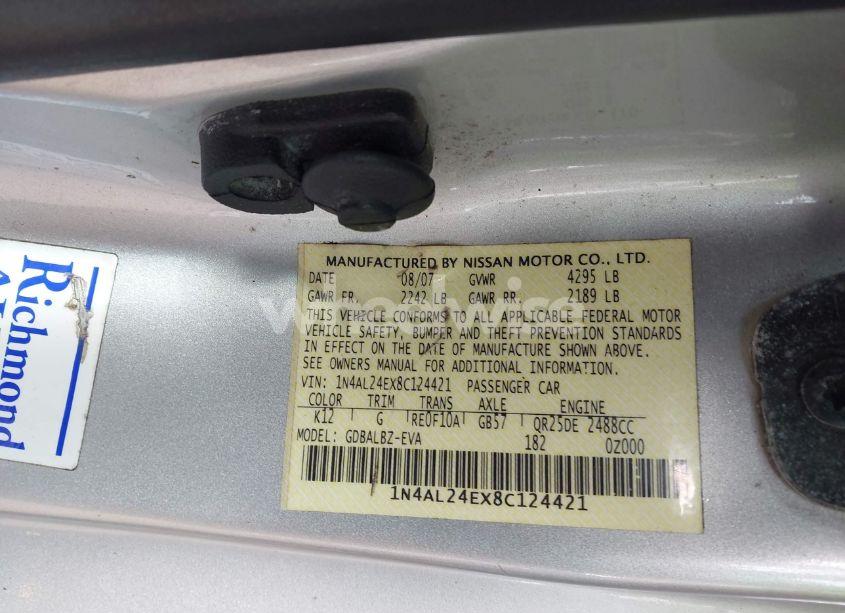 Richmond
MANUFACTURED BY NISSAN MOTOR CO., LTD.
DATE 08/07 GVWR 4295 LB
GAWR FR. 2242 LB GAWR RR. 2189 LB
THIS VEHICLE CONFORMS TO ALL APPLICABLE FEDERAL MOTOR
VEHICLE SAFETY, BUMPER AND THEFT PREVENTION STANDARDS
IN EFFECT ON THE DATE OF MANUFACTURE SHOWN ABOVE.
SEE OWNERS MANUAL FOR ADDITIONAL INFORMATION.
VIN: 1N4AL24EX8C124421 PASSENGER CAR
COLOR TRIM TRANS AXLE ENGINE
K12 G RE0F10A GB57 QR25DE 2488CC
MODEL: GDBALBZ-EVA 182 0Z000
1N4AL24EX8C124421